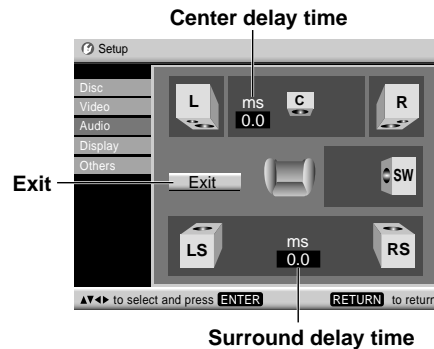 Center delay time
Setup
Disc
Video
Audio
Display
Others
L
ms
0.0
C
R
Exit
Exit
SW
LS
ms
0.0
RS
▲▼◀▶ to select and press ENTER RETURN to return
Surround delay time